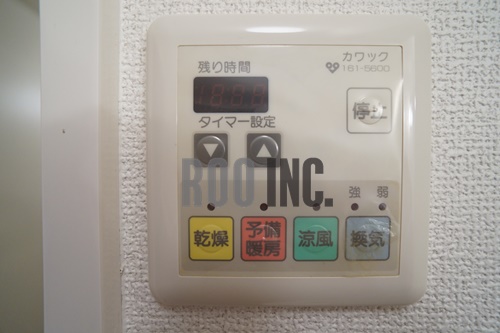 カワック
161-5600
残り時間
停止
タイマー設定
ROO INC.
強 弱
乾燥 予備暖房 涼風 換気